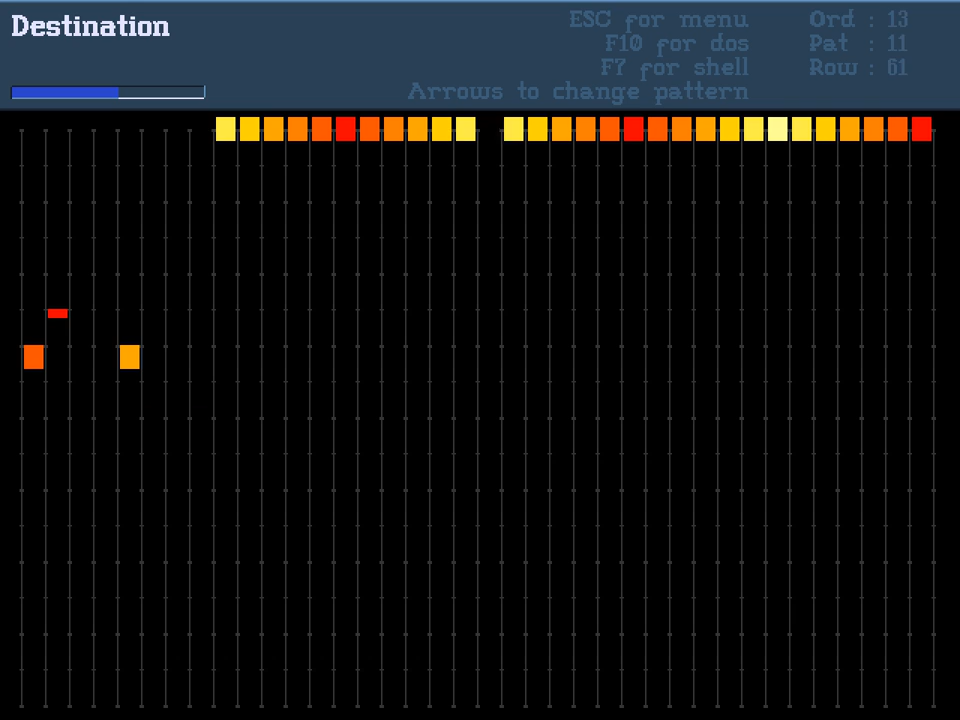 Destination
ESC for menu
F10 for dos
F7 for shell
Arrows to change pattern
Ord : 13
Pat : 11
Row : 61